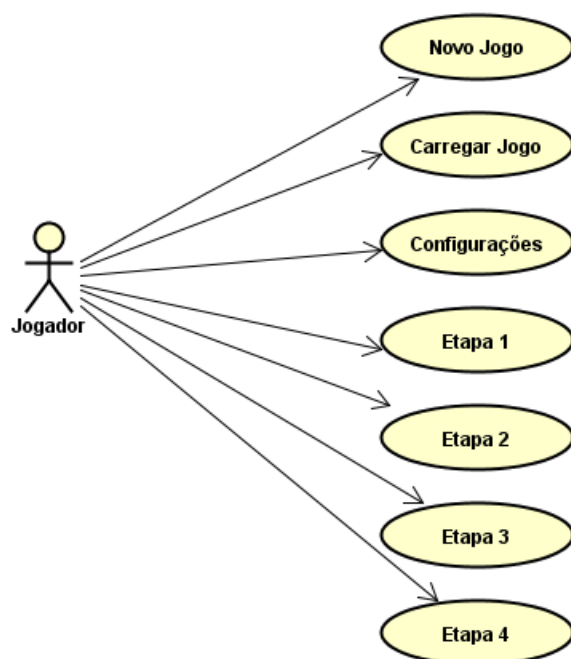 Novo Jogo
Carregar Jogo
Configurações
Jogador
Etapa 1
Etapa 2
Etapa 3
Etapa 4